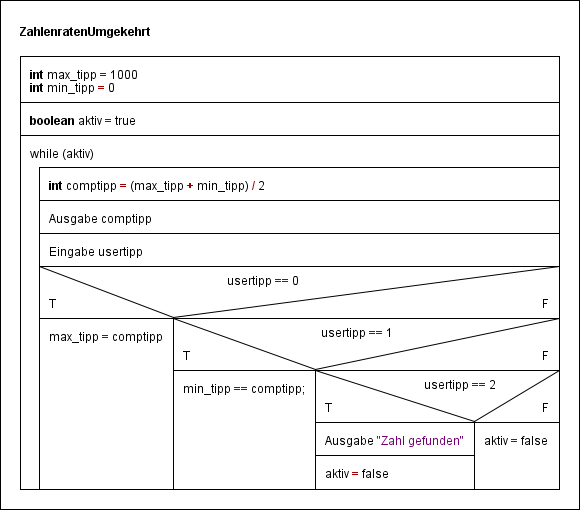 ZahlenratenUmgekehrt
int max_tipp = 1000
int min_tipp = 0
boolean aktiv = true
while (aktiv)
int comptipp = (max_tipp + min_tipp) / 2
Ausgabe comptipp
Eingabe usertipp
usertipp == 0
T F
max_tipp = comptipp
usertipp == 1
T F
min_tipp == comptipp;
usertipp == 2
T F
Ausgabe "Zahl gefunden"
aktiv = false
aktiv = false